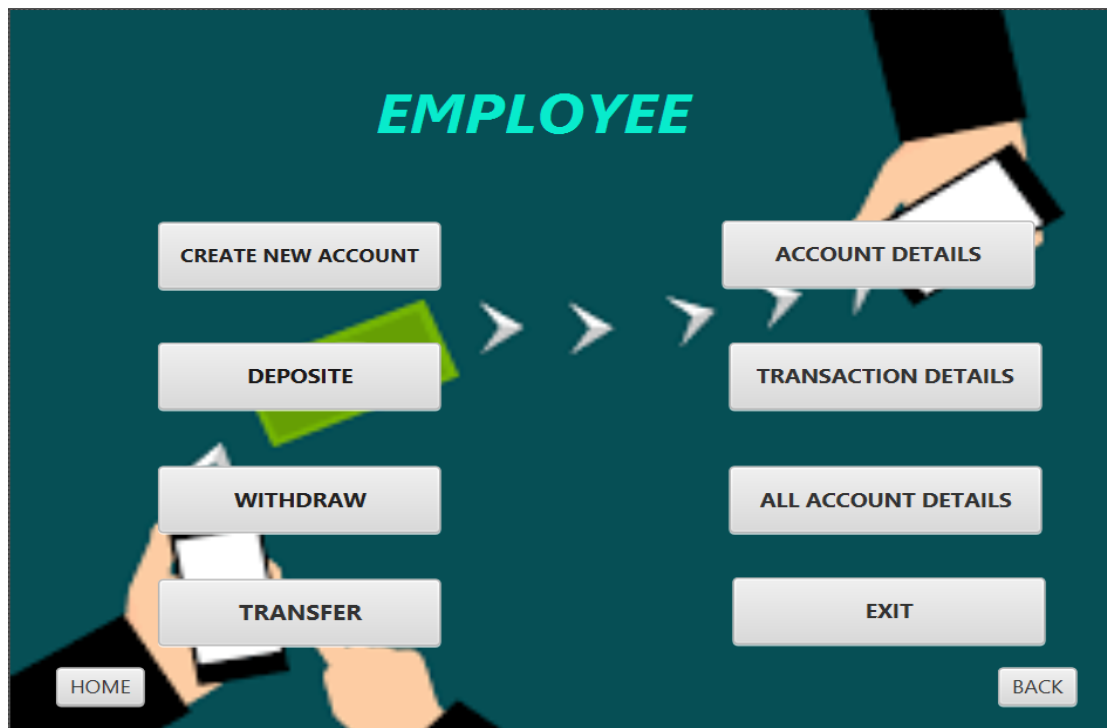 EMPLOYEE
CREATE NEW ACCOUNT
ACCOUNT DETAILS
DEPOSITE
TRANSACTION DETAILS
WITHDRAW
ALL ACCOUNT DETAILS
TRANSFER
EXIT
HOME
BACK